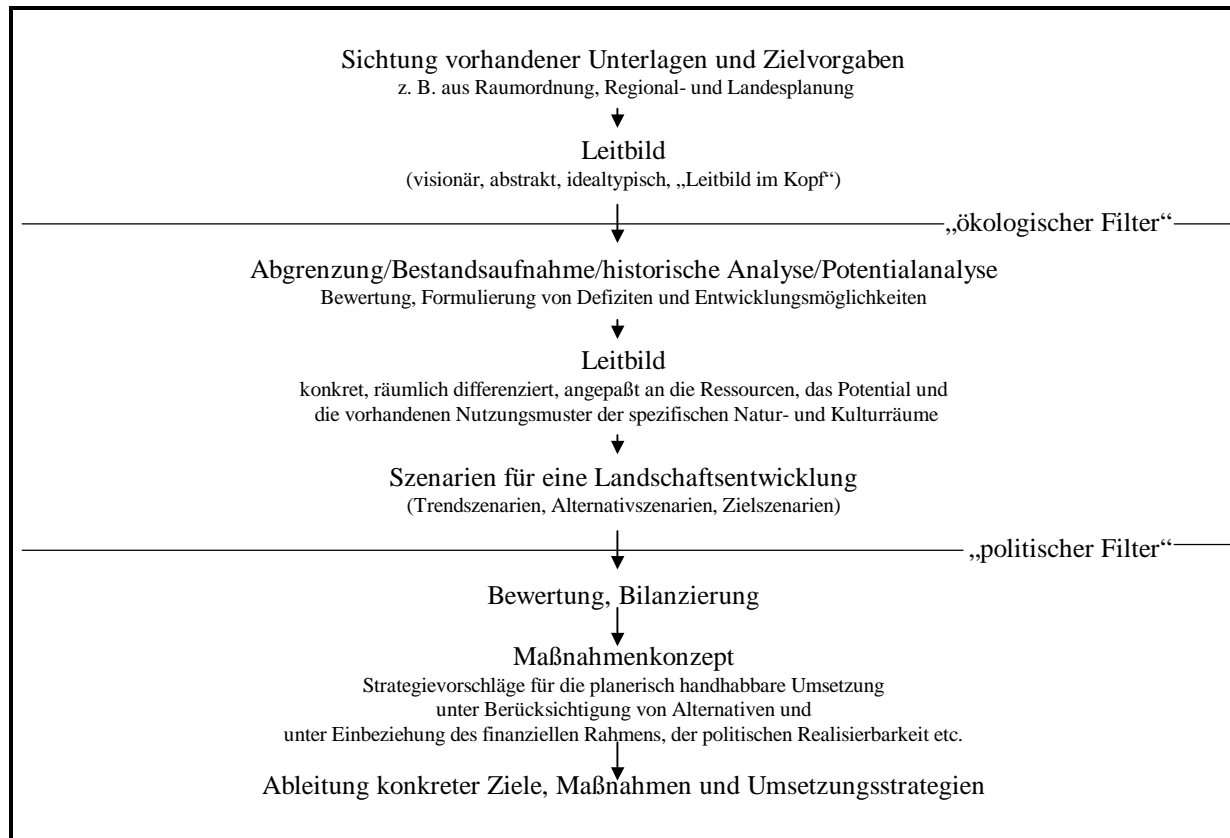 Sichtung vorhandener Unterlagen und Zielvorgaben
z. B. aus Raumordnung, Regional- und Landesplanung
Leitbild
(visionär, abstrakt, idealtypisch, „Leitbild im Kopf“)
„ökologischer Filter“
Abgrenzung/Bestandsaufnahme/historische Analyse/Potentialanalyse
Bewertung, Formulierung von Defiziten und Entwicklungsmöglichkeiten
Leitbild
konkret, räumlich differenziert, angepaßt an die Ressourcen, das Potential und
die vorhandenen Nutzungsmuster der spezifischen Natur- und Kulturräume
Szenarien für eine Landschaftsentwicklung
(Trendszenarien, Alternativszenarien, Zielszenarien)
„politischer Filter“
Bewertung, Bilanzierung
Maßnahmenkonzept
Strategievorschläge für die planerisch handhabbare Umsetzung
unter Berücksichtigung von Alternativen und
unter Einbeziehung des finanziellen Rahmens, der politischen Realisierbarkeit etc.
Ableitung konkreter Ziele, Maßnahmen und Umsetzungsstrategien